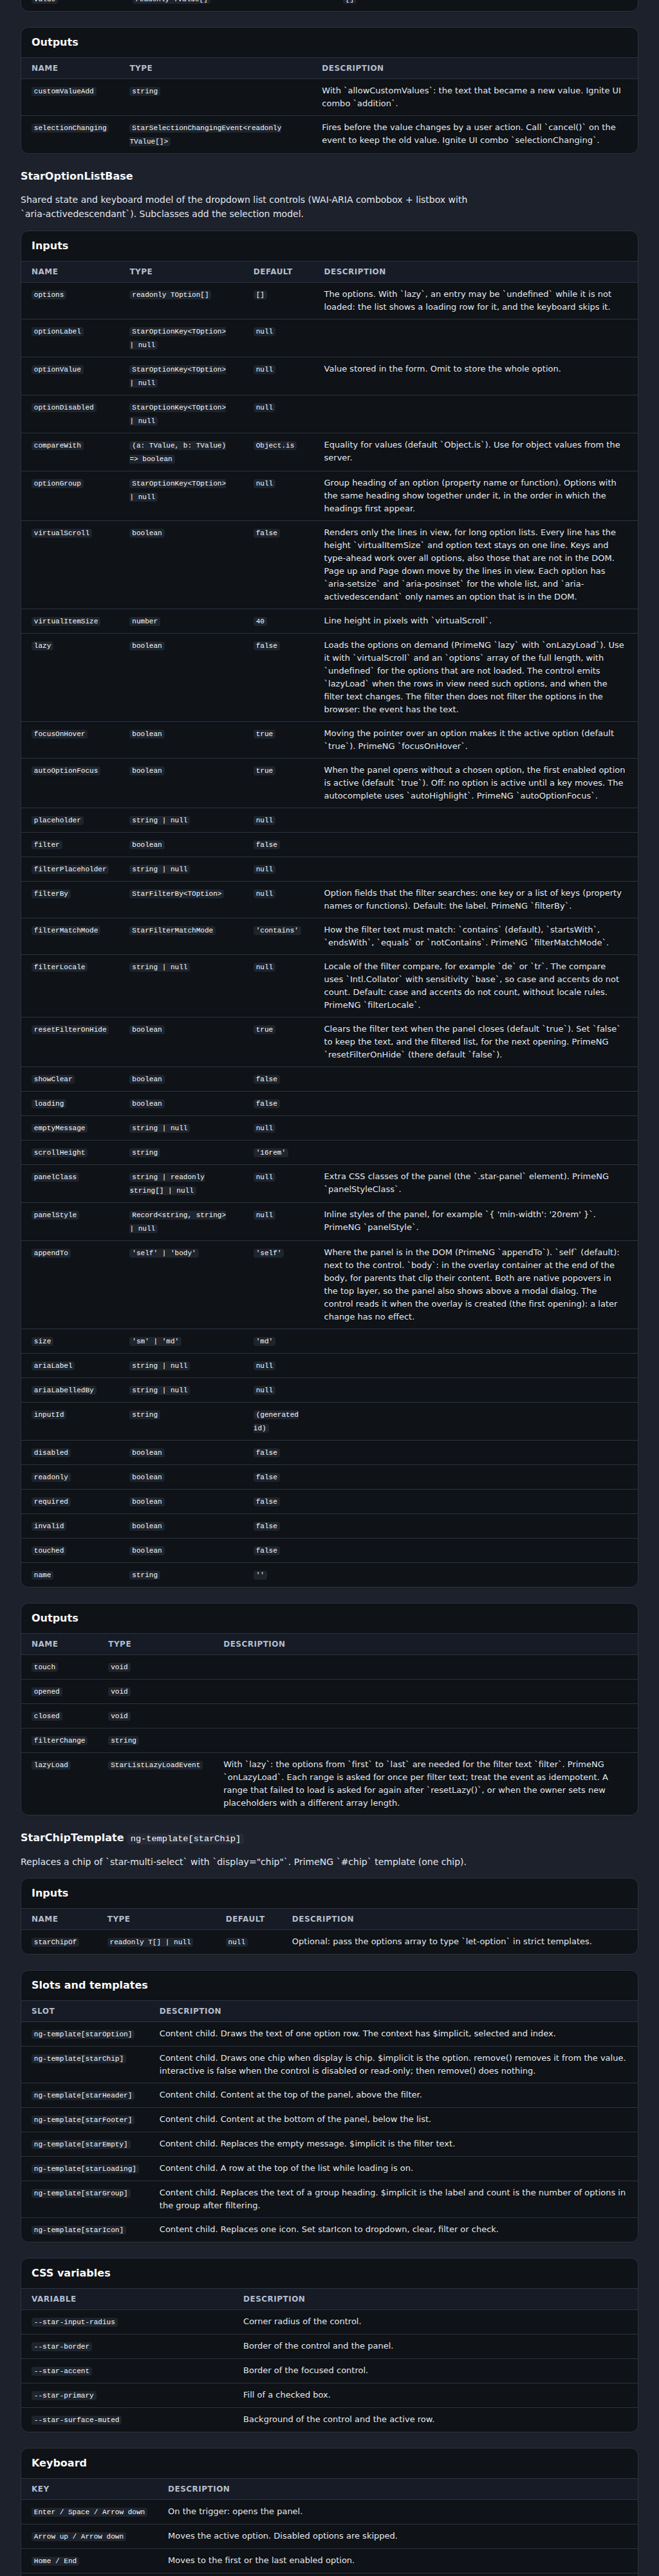 value readonly TValue[] []
Outputs
NAME TYPE DESCRIPTION
customValueAdd string With `allowCustomValues`: the text that became a new value. Ignite UI
combo `addition`.
selectionChanging StarSelectionChangingEvent<readonly Fires before the value changes by a user action. Call `cancel()` on the
TValue[]> event to keep the old value. Ignite UI combo `selectionChanging`.
StarOptionListBase
Shared state and keyboard model of the dropdown list controls (WAI-ARIA combobox + listbox with
`aria-activedescendant`). Subclasses add the selection model.
Inputs
NAME TYPE DEFAULT DESCRIPTION
options readonly TOption[] [] The options. With `lazy`, an entry may be `undefined` while it is not
loaded: the list shows a loading row for it, and the keyboard skips it.
optionLabel StarOptionKey<TOption> null
| null
optionValue StarOptionKey<TOption> null Value stored in the form. Omit to store the whole option.
| null
optionDisabled StarOptionKey<TOption> null
| null
compareWith (a: TValue, b: TValue) Object.is Equality for values (default `Object.is`). Use for object values from the
=> boolean server.
optionGroup StarOptionKey<TOption> null Group heading of an option (property name or function). Options with
| null the same heading show together under it, in the order in which the
headings first appear.
virtualScroll boolean false Renders only the lines in view, for long option lists. Every line has the
height `virtualItemSize` and option text stays on one line. Keys and
type-ahead work over all options, also those that are not in the DOM.
Page up and Page down move by the lines in view. Each option has
`aria-setsize` and `aria-posinset` for the whole list, and `aria-
activedescendant` only names an option that is in the DOM.
virtualItemSize number 40 Line height in pixels with `virtualScroll`.
lazy boolean false Loads the options on demand (PrimeNG `lazy` with `onLazyLoad`). Use
it with `virtualScroll` and an `options` array of the full length, with
`undefined` for the options that are not loaded. The control emits
`lazyLoad` when the rows in view need such options, and when the
filter text changes. The filter then does not filter the options in the
browser: the event has the text.
focusOnHover boolean true Moving the pointer over an option makes it the active option (default
`true`). PrimeNG `focusOnHover`.
autoOptionFocus boolean true When the panel opens without a chosen option, the first enabled option
is active (default `true`). Off: no option is active until a key moves. The
autocomplete uses `autoHighlight`. PrimeNG `autoOptionFocus`.
placeholder string | null null
filter boolean false
filterPlaceholder string | null null
filterBy StarFilterBy<TOption> null Option fields that the filter searches: one key or a list of keys (property
names or functions). Default: the label. PrimeNG `filterBy`.
filterMatchMode StarFilterMatchMode 'contains' How the filter text must match: `contains` (default), `startsWith`,
`endsWith`, `equals` or `notContains`. PrimeNG `filterMatchMode`.
filterLocale string | null null Locale of the filter compare, for example `de` or `tr`. The compare
uses `Intl.Collator` with sensitivity `base`, so case and accents do not
count. Default: case and accents do not count, without locale rules.
PrimeNG `filterLocale`.
resetFilterOnHide boolean true Clears the filter text when the panel closes (default `true`). Set `false`
to keep the text, and the filtered list, for the next opening. PrimeNG
`resetFilterOnHide` (there default `false`).
showClear boolean false
loading boolean false
emptyMessage string | null null
scrollHeight string '16rem'
panelClass string | readonly null Extra CSS classes of the panel (the `.star-panel` element). PrimeNG
string[] | null `panelStyleClass`.
panelStyle Record<string, string> null Inline styles of the panel, for example `{ 'min-width': '20rem' }`.
| null PrimeNG `panelStyle`.
appendTo 'self' | 'body' 'self' Where the panel is in the DOM (PrimeNG `appendTo`). `self` (default):
next to the control. `body`: in the overlay container at the end of the
body, for parents that clip their content. Both are native popovers in
the top layer, so the panel also shows above a modal dialog. The
control reads it when the overlay is created (the first opening): a later
change has no effect.
size 'sm' | 'md' 'md'
ariaLabel string | null null
ariaLabelledBy string | null null
inputId string (generated
id)
disabled boolean false
readonly boolean false
required boolean false
invalid boolean false
touched boolean false
name string ''
Outputs
NAME TYPE DESCRIPTION
touch void
opened void
closed void
filterChange string
lazyLoad StarListLazyLoadEvent With `lazy`: the options from `first` to `last` are needed for the filter text `filter`. PrimeNG
`onLazyLoad`. Each range is asked for once per filter text; treat the event as idempotent. A
range that failed to load is asked for again after `resetLazy()`, or when the owner sets new
placeholders with a different array length.
StarChipTemplate ng-template[starChip]
Replaces a chip of `star-multi-select` with `display="chip"`. PrimeNG `#chip` template (one chip).
Inputs
NAME TYPE DEFAULT DESCRIPTION
starChipOf readonly T[] | null null Optional: pass the options array to type `let-option` in strict templates.
Slots and templates
SLOT DESCRIPTION
ng-template[starOption] Content child. Draws the text of one option row. The context has $implicit, selected and index.
ng-template[starChip] Content child. Draws one chip when display is chip. $implicit is the option. remove() removes it from the value.
interactive is false when the control is disabled or read-only; then remove() does nothing.
ng-template[starHeader] Content child. Content at the top of the panel, above the filter.
ng-template[starFooter] Content child. Content at the bottom of the panel, below the list.
ng-template[starEmpty] Content child. Replaces the empty message. $implicit is the filter text.
ng-template[starLoading] Content child. A row at the top of the list while loading is on.
ng-template[starGroup] Content child. Replaces the text of a group heading. $implicit is the label and count is the number of options in
the group after filtering.
ng-template[starIcon] Content child. Replaces one icon. Set starIcon to dropdown, clear, filter or check.
CSS variables
VARIABLE DESCRIPTION
--star-input-radius Corner radius of the control.
--star-border Border of the control and the panel.
--star-accent Border of the focused control.
--star-primary Fill of a checked box.
--star-surface-muted Background of the control and the active row.
Keyboard
KEY DESCRIPTION
Enter / Space / Arrow down On the trigger: opens the panel.
Arrow up / Arrow down Moves the active option. Disabled options are skipped.
Home / End Moves to the first or the last enabled option.